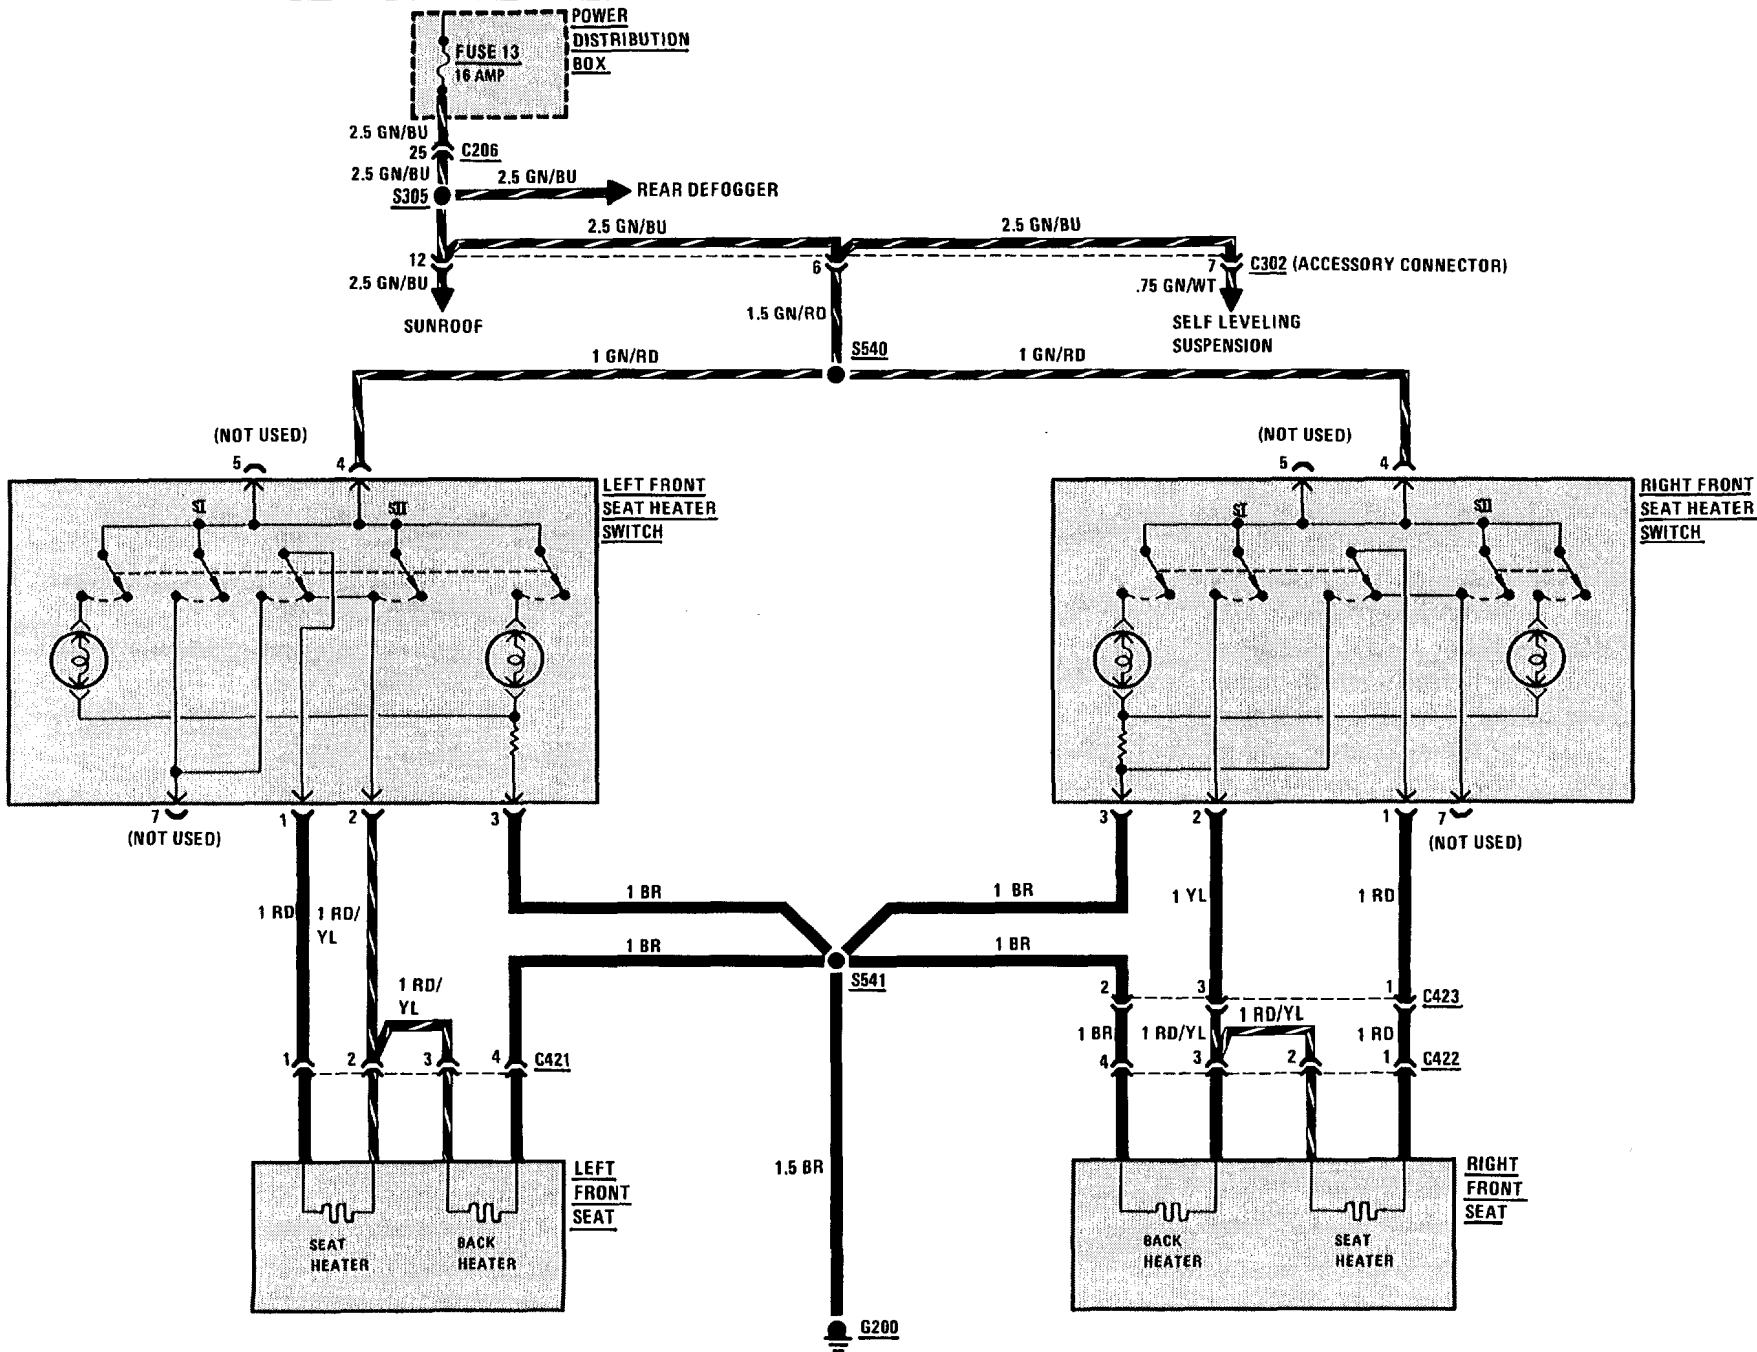 POWER
DISTRIBUTION
BOX
FUSE 13
16 AMP
2.5 GN/BU
25
C206
2.5 GN/BU
S305
2.5 GN/BU
REAR DEFOGGER
2.5 GN/BU
2.5 GN/BU
12
6
7
C302 (ACCESSORY CONNECTOR)
2.5 GN/BU
.75 GN/WT
SUNROOF
1.5 GN/RD
SELF LEVELING
SUSPENSION
S540
1 GN/RD
1 GN/RD
(NOT USED)
5
4
(NOT USED)
5
4
LEFT FRONT
SEAT HEATER
SWITCH
SI
SII
RIGHT FRONT
SEAT HEATER
SWITCH
SI
SII
7
(NOT USED)
1
2
3
3
2
1
7
(NOT USED)
1 RD
1 RD/
YL
1 BR
1 BR
1 YL
1 RD
1 BR
1 BR
S541
1 RD/
YL
2
3
1
C423
1 BR
1 RD/YL
1 RD/YL
1 RD
1
2
3
4
C421
4
3
2
1
C422
1.5 BR
LEFT
FRONT
SEAT
SEAT
HEATER
BACK
HEATER
RIGHT
FRONT
SEAT
BACK
HEATER
SEAT
HEATER
G200